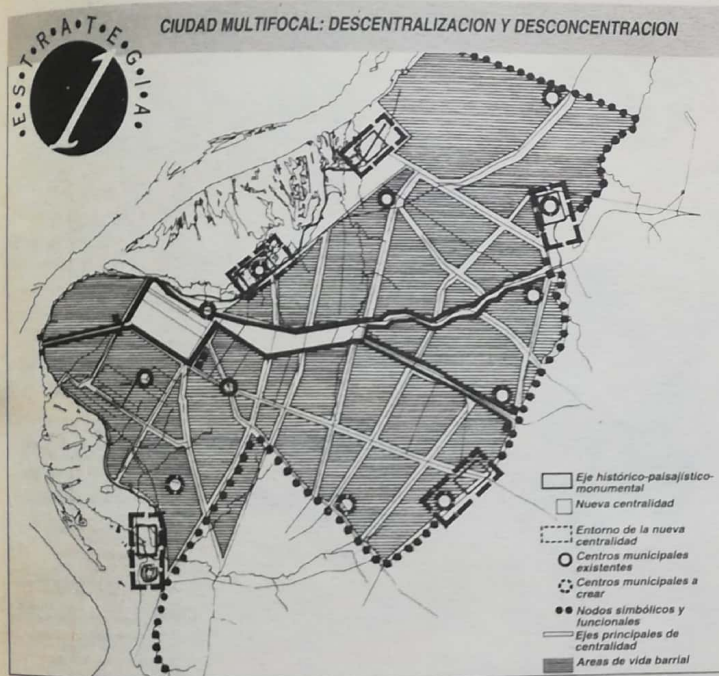 CIUDAD MULTIFOCAL: DESCENTRALIZACION Y DESCONCENTRACION
E•S•T•R•A•T•E•G•I•A•
1
Eje histórico-paisajístico-
monumental
Nueva centralidad
Entorno de la nueva
centralidad
Centros municipales
existentes
Centros municipales a
crear
Nodos simbólicos y
funcionales
Ejes principales de
centralidad
Areas de vida barrial